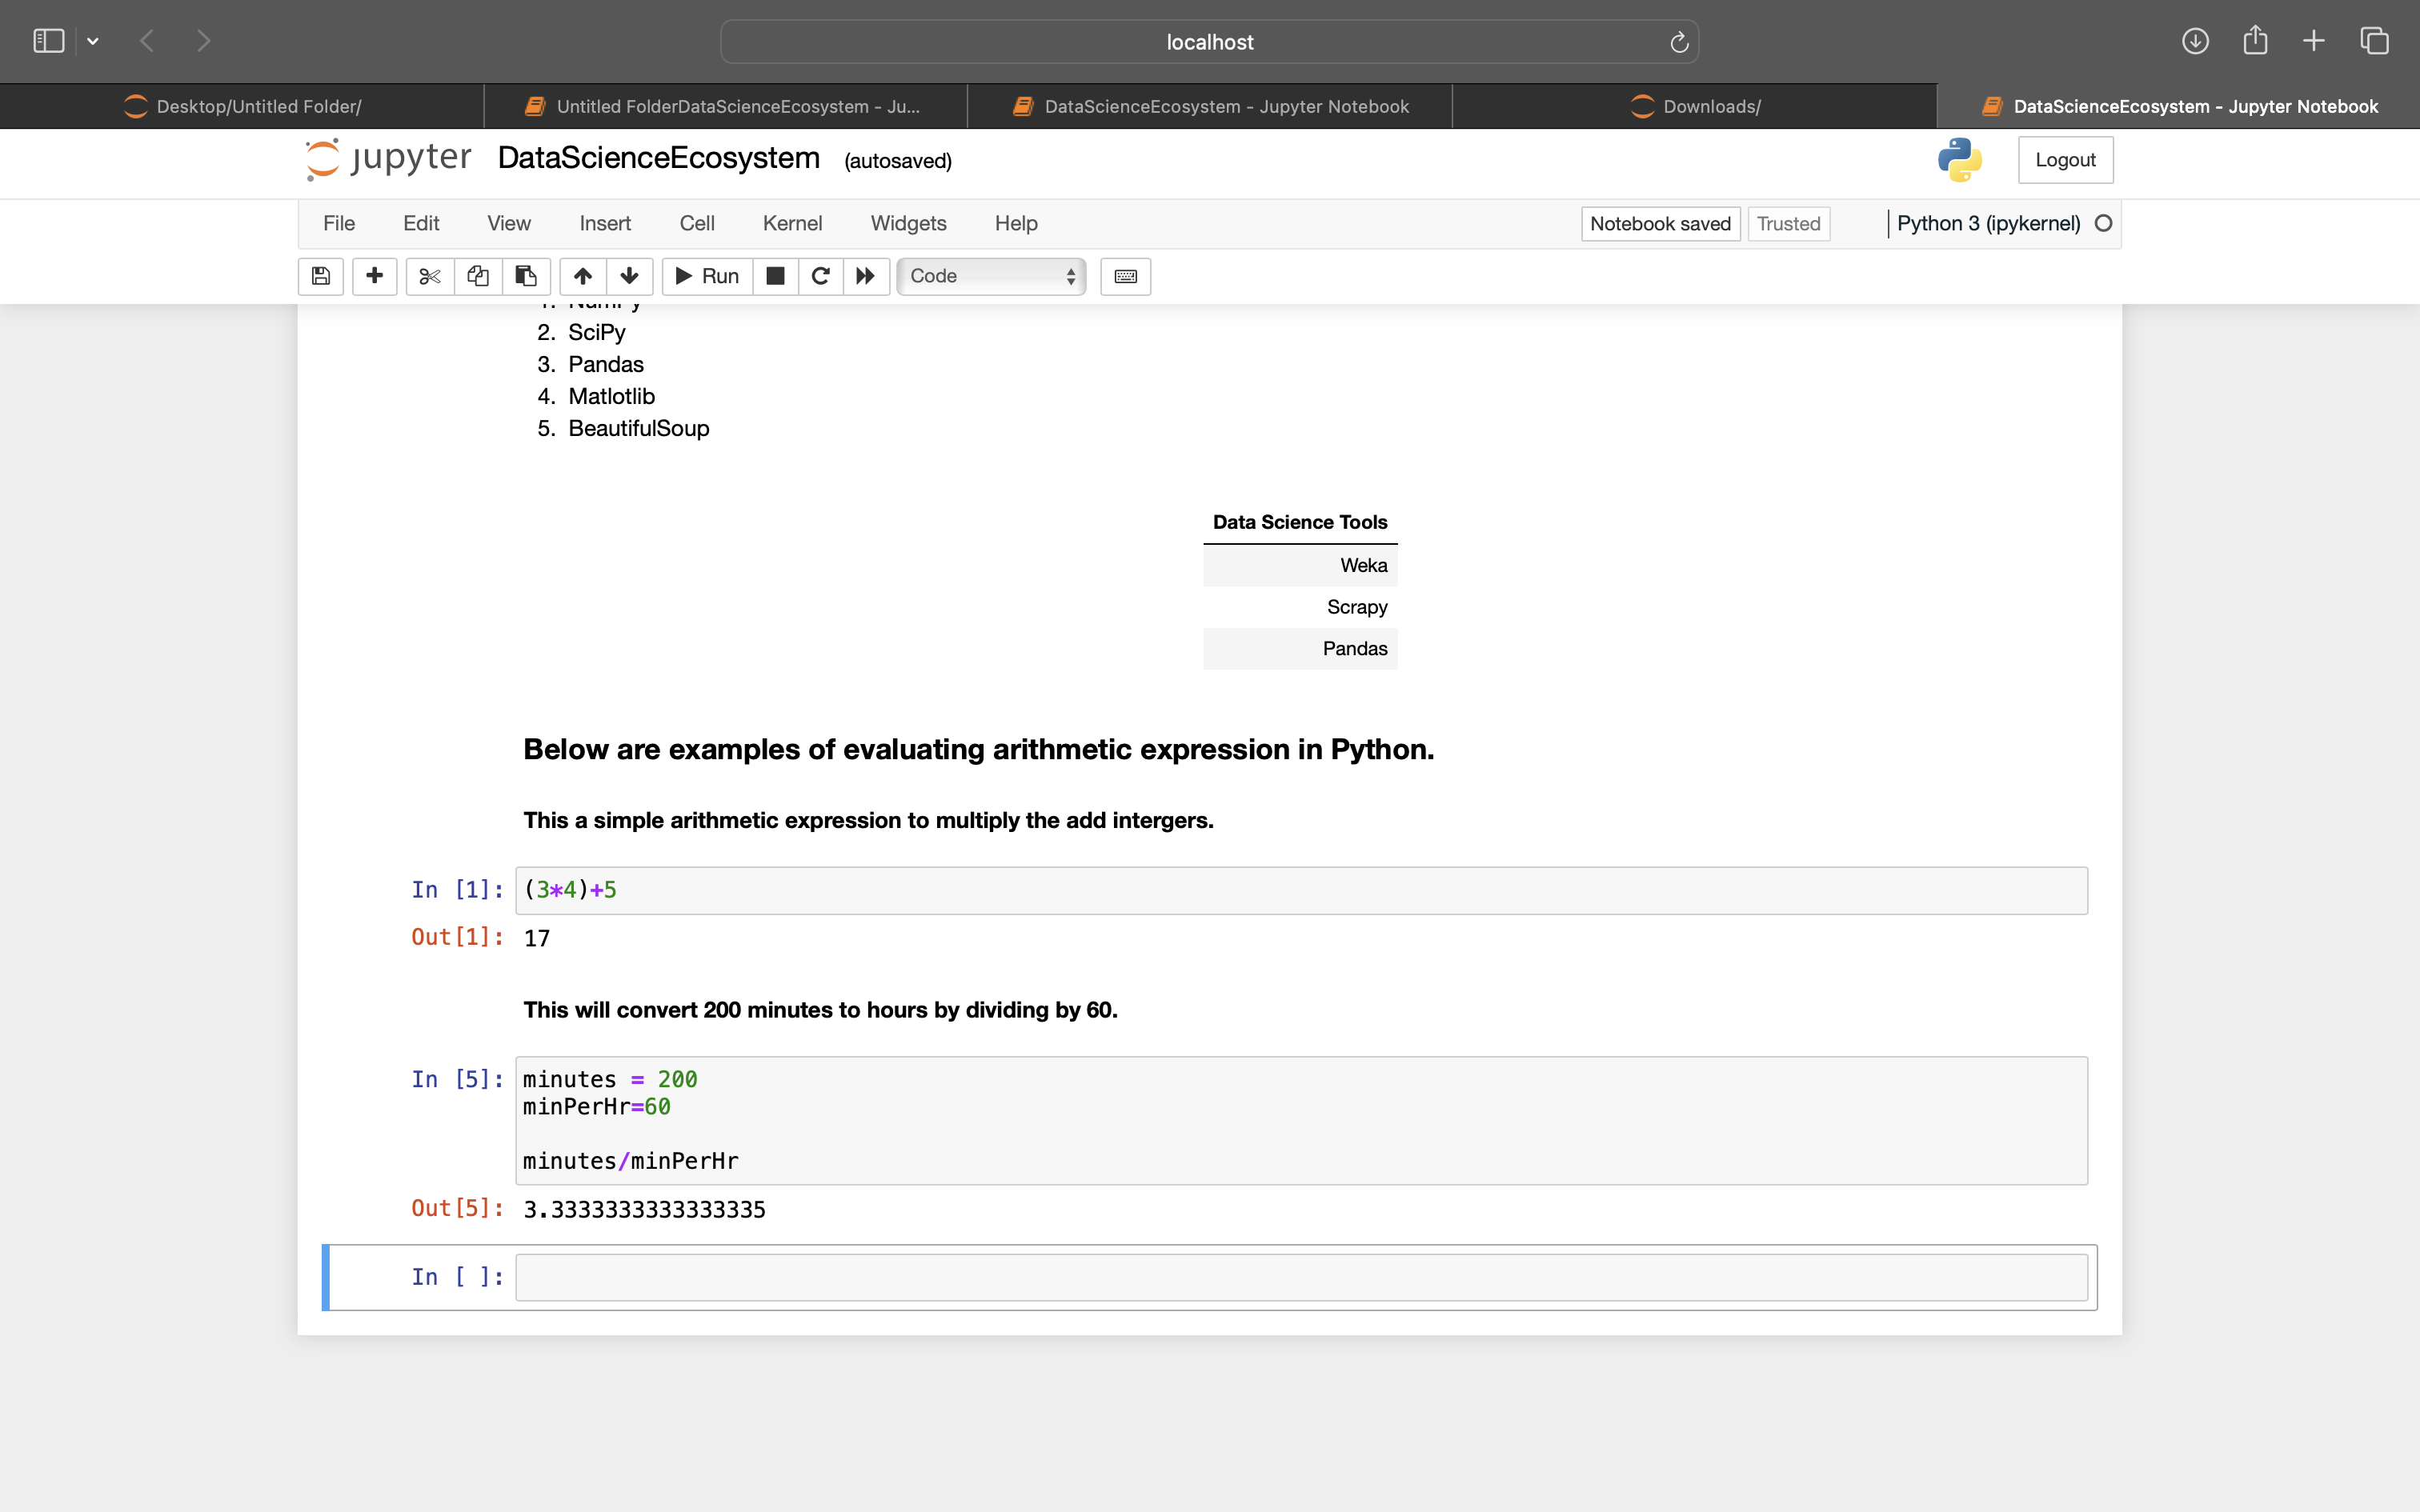 localhost
Desktop/Untitled Folder/
Untitled FolderDataScienceEcosystem - Ju...
DataScienceEcosystem - Jupyter Notebook
Downloads/
DataScienceEcosystem - Jupyter Notebook
jupyter DataScienceEcosystem (autosaved)
Logout
File Edit View Insert Cell Kernel Widgets Help
Notebook saved Trusted Python 3 (ipykernel)
Run Code
1. NumPy
2. SciPy
3. Pandas
4. Matlotlib
5. BeautifulSoup
Data Science Tools
Weka
Scrapy
Pandas
Below are examples of evaluating arithmetic expression in Python.
This a simple arithmetic expression to multiply the add intergers.
In [1]: (3*4)+5
Out[1]: 17
This will convert 200 minutes to hours by dividing by 60.
In [5]: minutes = 200
minPerHr=60
minutes/minPerHr
Out[5]: 3.3333333333333335
In [ ]: